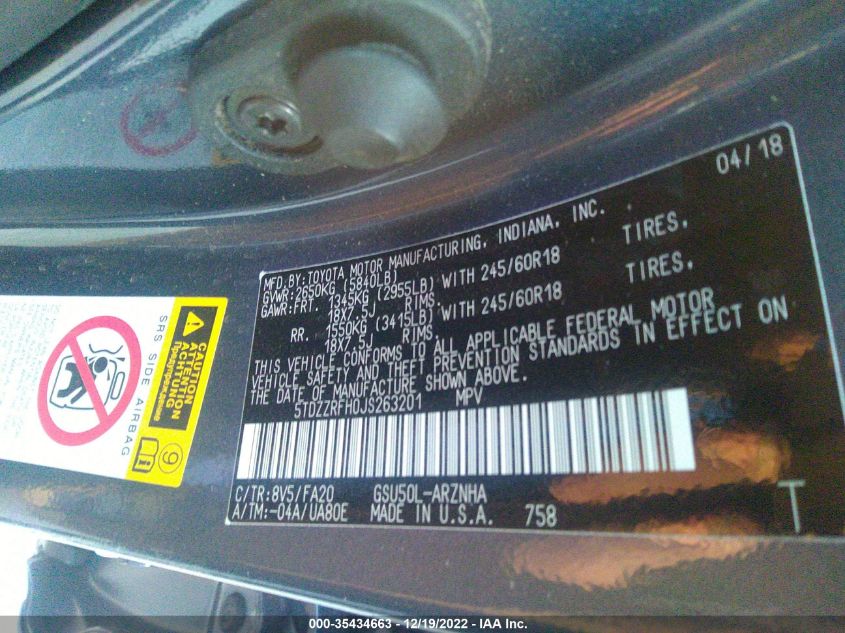 04/18
MFD.BY:TOYOTA MOTOR MANUFACTURING, INDIANA, INC.
GVWR:2650KG (5840LB)
GAWR:FRT. 1345KG (2955LB) WITH 245/60R18 TIRES.
18X7.5J RIMS.
RR. 1550KG (3415LB) WITH 245/60R18 TIRES.
18X7.5J RIMS.
THIS VEHICLE CONFORMS TO ALL APPLICABLE FEDERAL MOTOR
VEHICLE SAFETY AND THEFT PREVENTION STANDARDS IN EFFECT ON
THE DATE OF MANUFACTURE SHOWN ABOVE.
5TDZZRFH0JS263201 MPV
C/TR:8V5/FA20 GSU50L-ARZNHA
A/TM:-04A/UA80E MADE IN U.S.A. 758
T
CAUTION
ATTENTION
ACHTUNG
Предупреждение
SRS SIDE AIRBAG
9
000-35434663 - 12/19/2022 - IAA Inc.